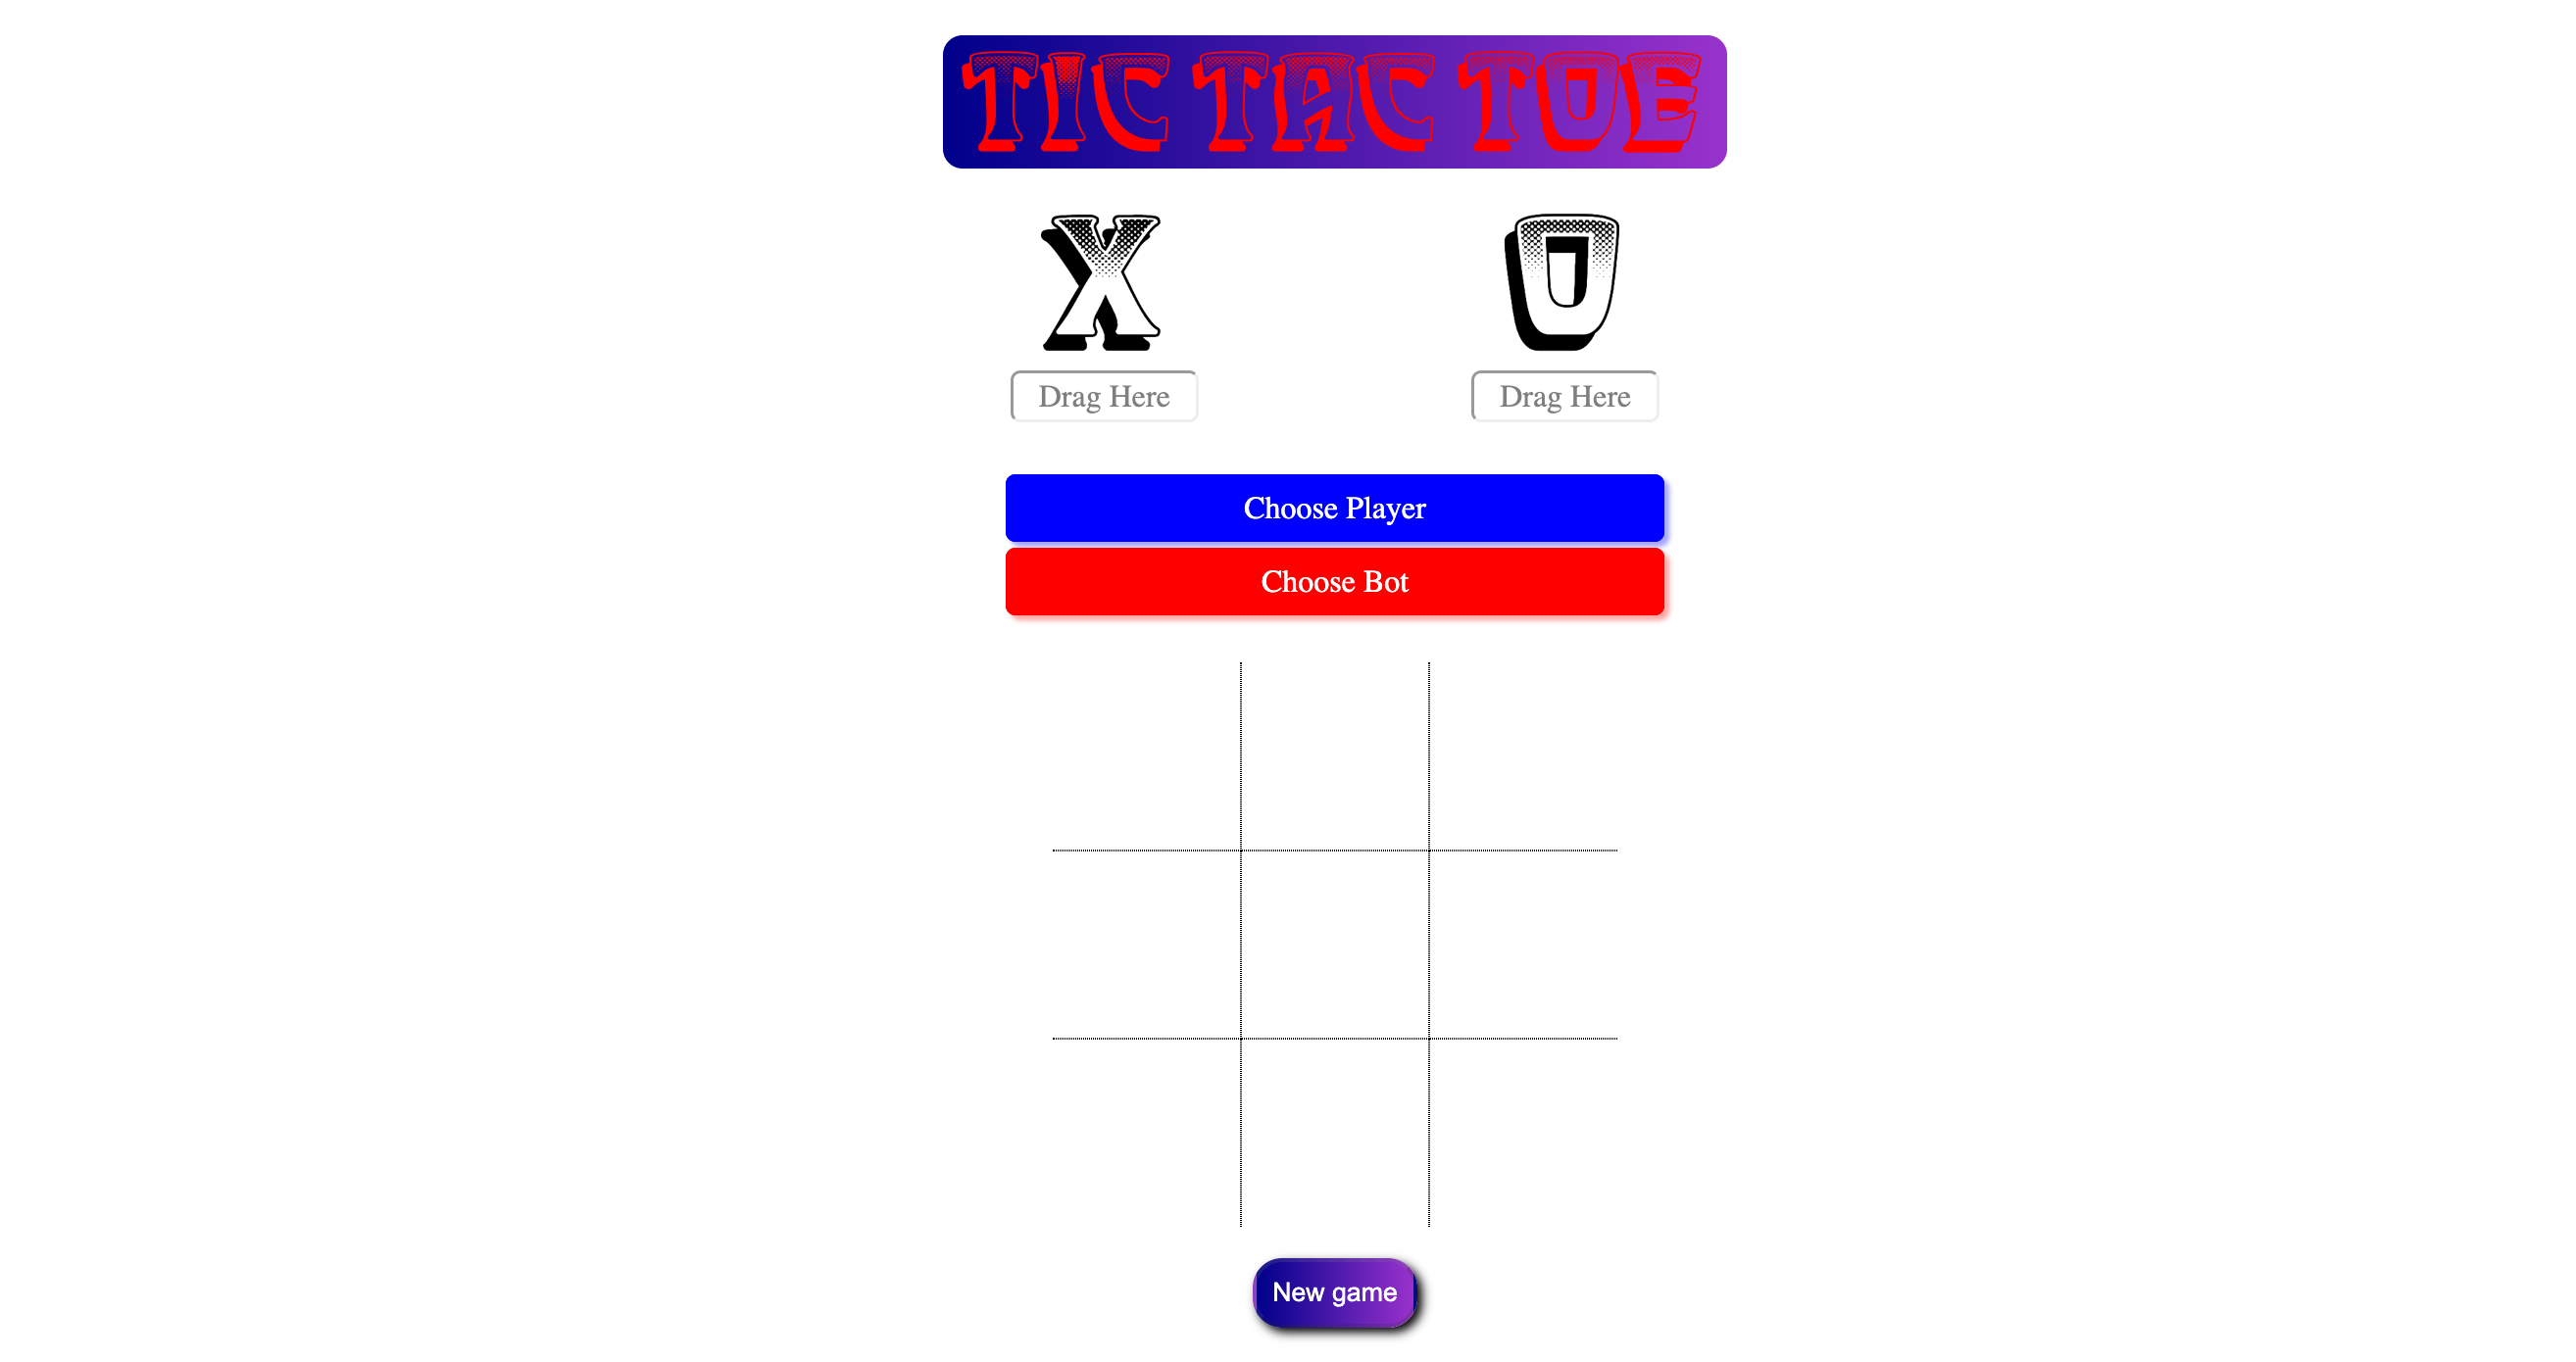 TIC TAC TOE
X O
Drag Here Drag Here
Choose Player
Choose Bot
New game